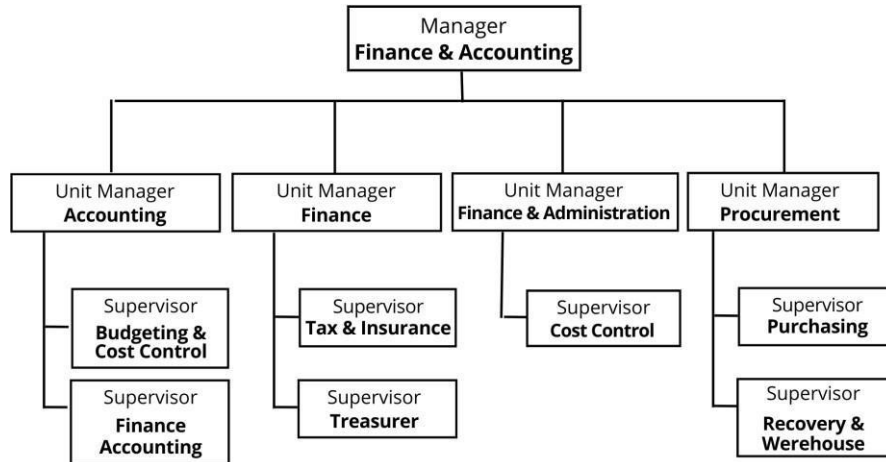 Manager
Finance & Accounting
Unit Manager
Accounting
Unit Manager
Finance
Unit Manager
Finance & Administration
Unit Manager
Procurement
Supervisor
Budgeting &
Cost Control
Supervisor
Tax & Insurance
Supervisor
Cost Control
Supervisor
Purchasing
Supervisor
Finance
Accounting
Supervisor
Treasurer
Supervisor
Recovery &
Werehouse